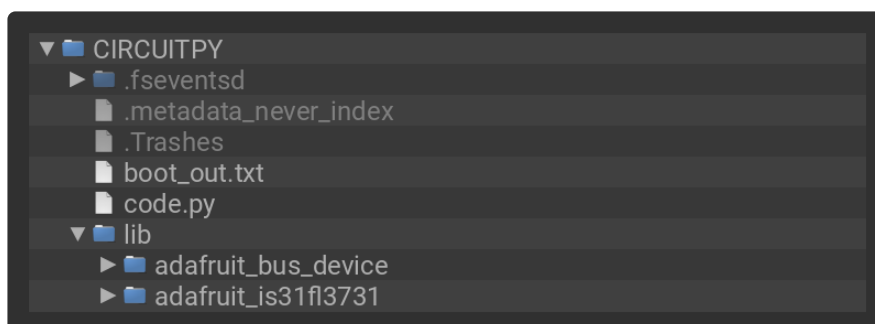 CIRCUITPY
.fseventsd
.metadata_never_index
.Trashes
boot_out.txt
code.py
lib
adafruit_bus_device
adafruit_is31fl3731